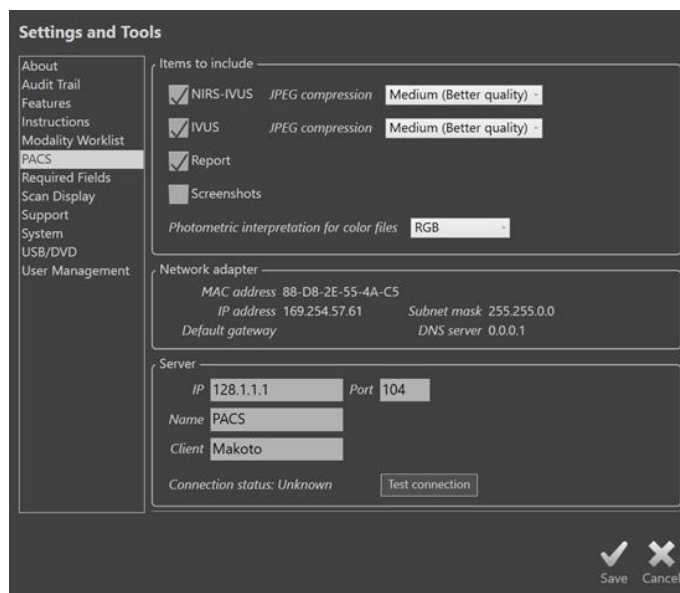 Settings and Tools
About
Audit Trail
Features
Instructions
Modality Worklist
PACS
Required Fields
Scan Display
Support
System
USB/DVD
User Management
Items to include
NIRS-IVUS JPEG compression Medium (Better quality)
IVUS JPEG compression Medium (Better quality)
Report
Screenshots
Photometric interpretation for color files RGB
Network adapter
MAC address 88-D8-2E-55-4A-C5
IP address 169.254.57.61 Subnet mask 255.255.0.0
Default gateway DNS server 0.0.0.1
Server
IP 128.1.1.1 Port 104
Name PACS
Client Makoto
Connection status: Unknown Test connection
Save Cancel